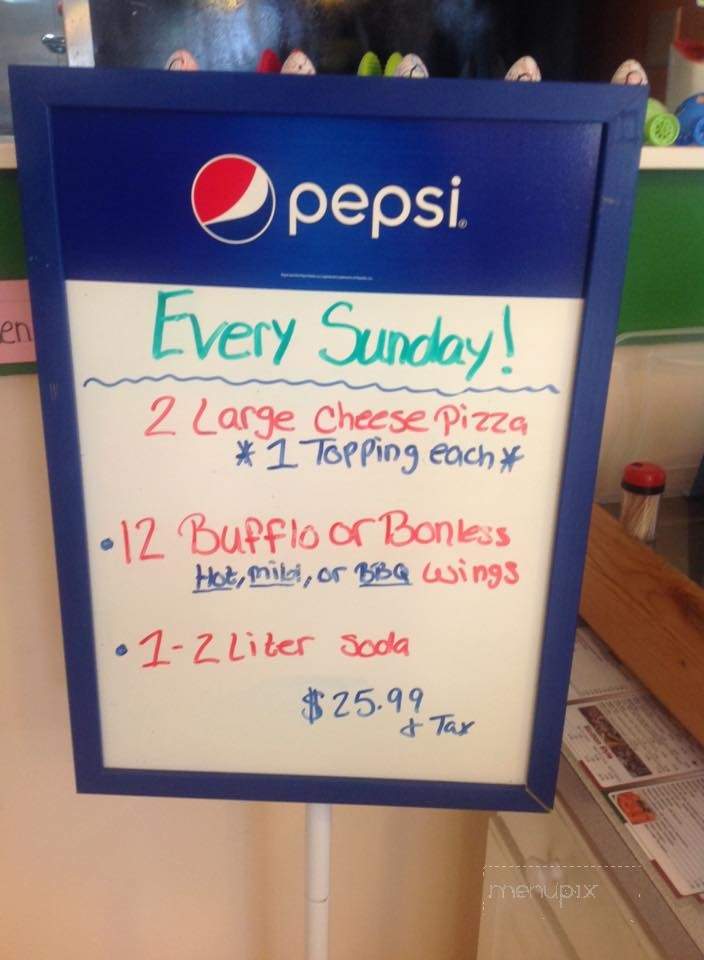 pepsi
Every Sunday!
2 Large Cheese Pizza
* 1 Topping each *
• 12 Bufflo or Bonless
Hot, mild, or BBQ wings
• 1-2 Liter Soda
$25.99
& Tax
en
menupix